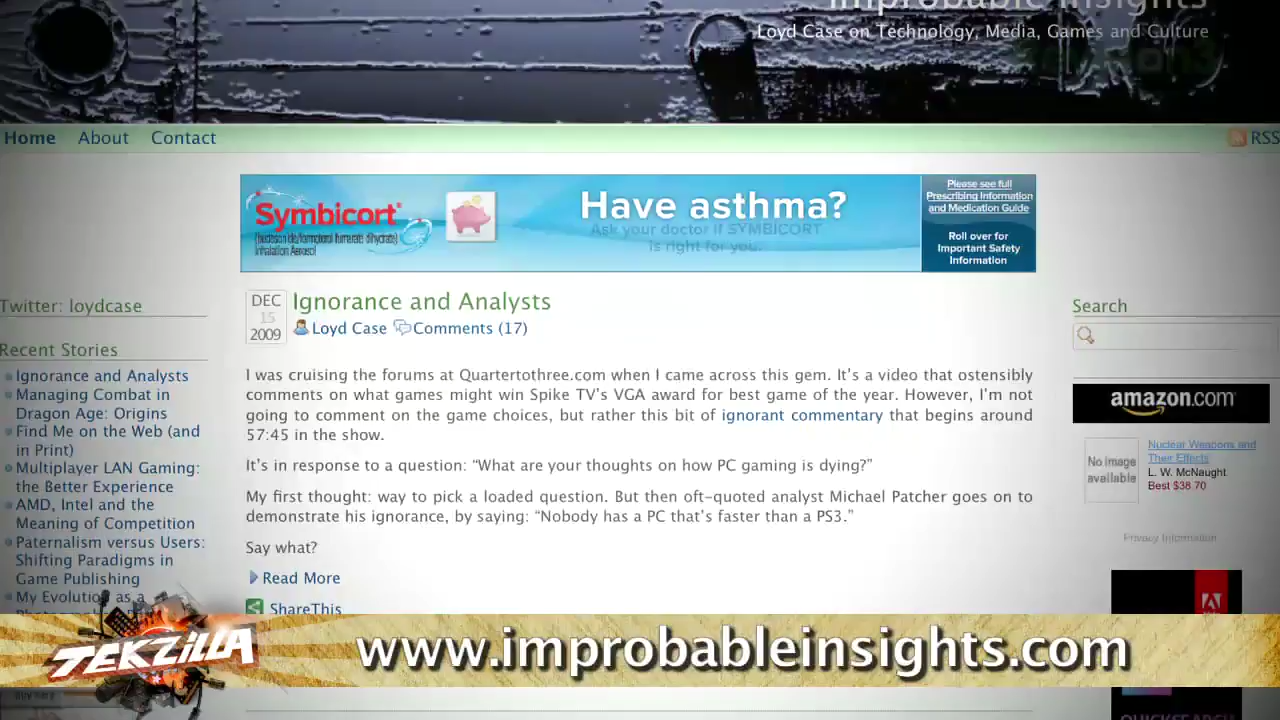 Improbable Insights
Loyd Case on Technology, Media, Games and Culture
Home
About
Contact
RSS
Symbicort
Have asthma?
Ask your doctor if SYMBICORT
is right for you.
Please see full
Prescribing Information
and Medication Guide
Roll over for
Important Safety
Information
Twitter: loydcase
Recent Stories
Ignorance and Analysts
Managing Combat in
Dragon Age: Origins
Find Me on the Web (and
in Print)
Multiplayer LAN Gaming:
the Better Experience
AMD, Intel and the
Meaning of Competition
Paternalism versus Users:
Shifting Paradigms in
Game Publishing
My Evolution as a
DEC
15
2009
Ignorance and Analysts
Loyd Case Comments (17)
I was cruising the forums at Quartertothree.com when I came across this gem. It's a video that ostensibly
comments on what games might win Spike TV's VGA award for best game of the year. However, I'm not
going to comment on the game choices, but rather this bit of ignorant commentary that begins around
57:45 in the show.
It's in response to a question: "What are your thoughts on how PC gaming is dying?"
My first thought: way to pick a loaded question. But then oft-quoted analyst Michael Patcher goes on to
demonstrate his ignorance, by saying: "Nobody has a PC that's faster than a PS3."
Say what?
Read More
ShareThis
Search
amazon.com
No image
available
Nuclear Weapons and
Their Effects
L. W. McNaught
Best $38.70
Privacy Information
TEKZILLA
www.improbableinsights.com
QUICKSEARCH